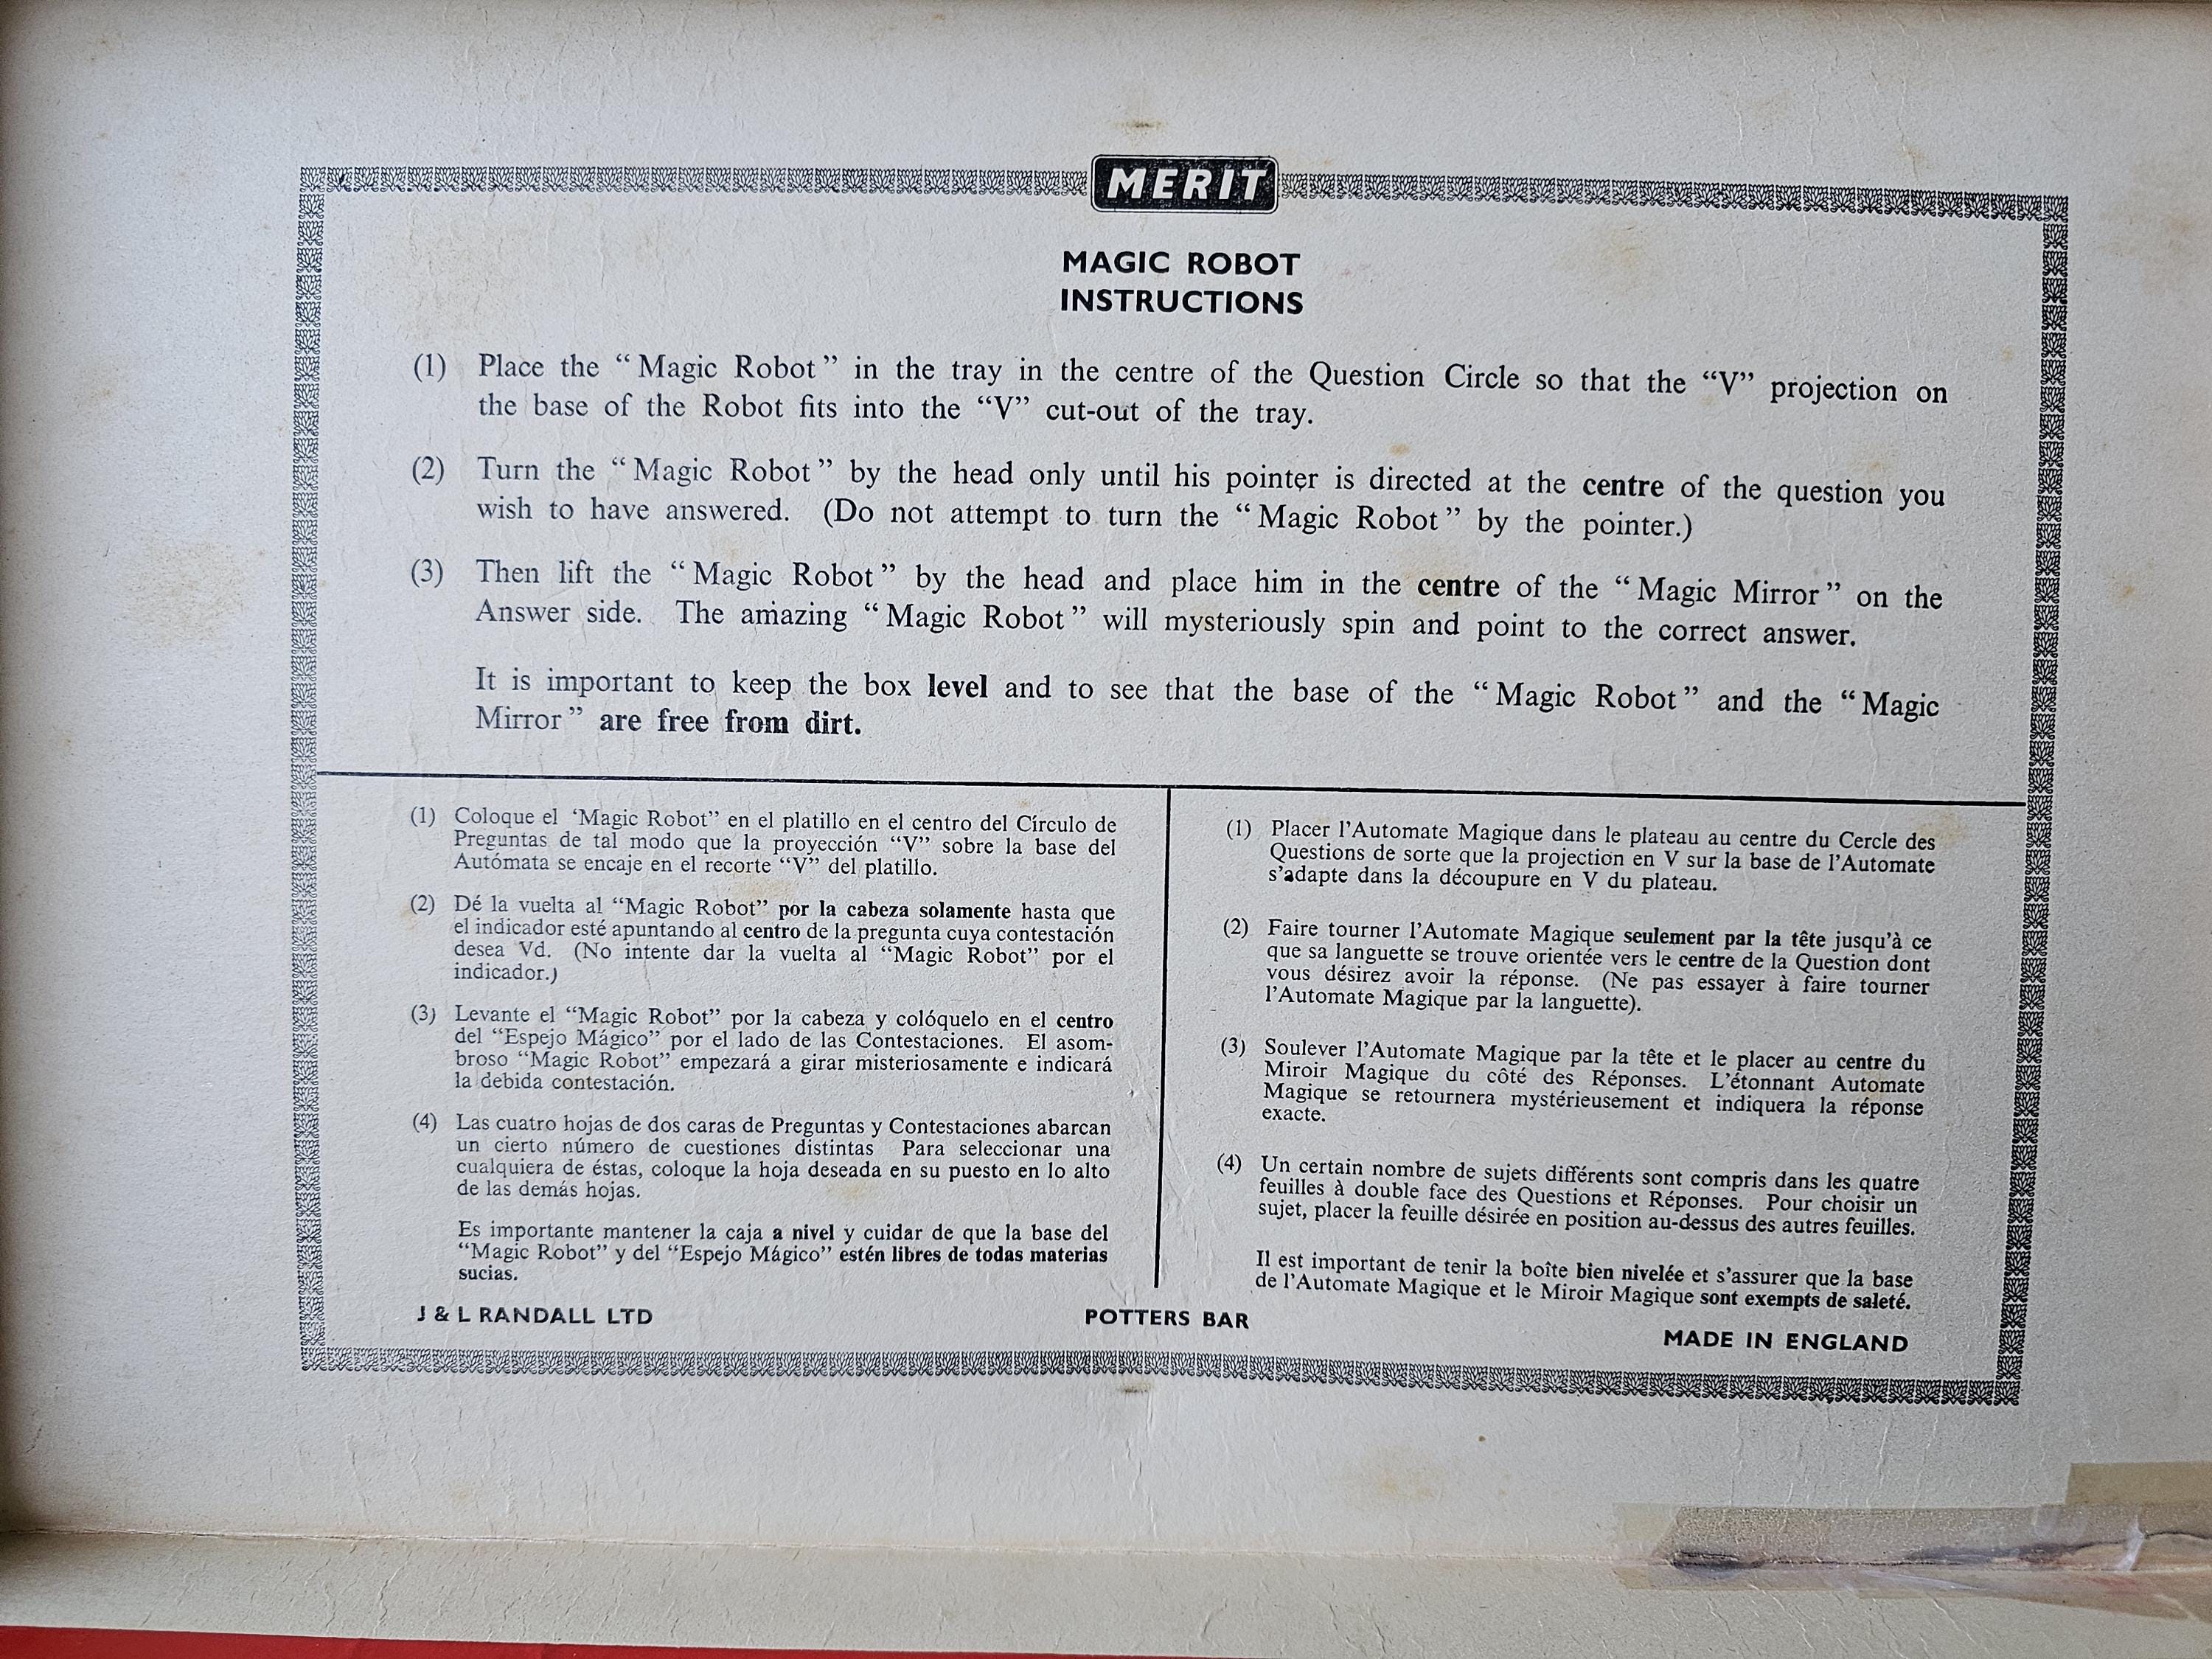 MERIT
MAGIC ROBOT
INSTRUCTIONS
(1) Place the “Magic Robot” in the tray in the centre of the Question Circle so that the “V” projection on
the base of the Robot fits into the “V” cut-out of the tray.
(2) Turn the “Magic Robot” by the head only until his pointer is directed at the centre of the question you
wish to have answered. (Do not attempt to turn the “Magic Robot” by the pointer.)
(3) Then lift the “Magic Robot” by the head and place him in the centre of the “Magic Mirror” on the
Answer side. The amazing “Magic Robot” will mysteriously spin and point to the correct answer.
It is important to keep the box level and to see that the base of the “Magic Robot” and the “Magic
Mirror” are free from dirt.
(1) Coloque el ‘Magic Robot” en el platillo en el centro del Círculo de
Preguntas de tal modo que la proyección “V” sobre la base del
Autómata se encaje en el recorte “V” del platillo.
(2) Dé la vuelta al “Magic Robot” por la cabeza solamente hasta que
el indicador esté apuntando al centro de la pregunta cuya contestación
desea Vd. (No intente dar la vuelta al “Magic Robot” por el
indicador.)
(3) Levante el “Magic Robot” por la cabeza y colóquelo en el centro
del “Espejo Mágico” por el lado de las Contestaciones. El asom-
broso “Magic Robot” empezará a girar misteriosamente e indicará
la debida contestación.
(4) Las cuatro hojas de dos caras de Preguntas y Contestaciones abarcan
un cierto número de cuestiones distintas Para seleccionar una
cualquiera de éstas, coloque la hoja deseada en su puesto en lo alto
de las demás hojas.
Es importante mantener la caja a nivel y cuidar de que la base del
“Magic Robot” y del “Espejo Mágico” estén libres de todas materias
sucias.
(1) Placer l’Automate Magique dans le plateau au centre du Cercle des
Questions de sorte que la projection en V sur la base de l’Automate
s’adapte dans la découpure en V du plateau.
(2) Faire tourner l’Automate Magique seulement par la tête jusqu’à ce
que sa languette se trouve orientée vers le centre de la Question dont
vous désirez avoir la réponse. (Ne pas essayer à faire tourner
l’Automate Magique par la languette).
(3) Soulever l’Automate Magique par la tête et le placer au centre du
Miroir Magique du côté des Réponses. L’étonnant Automate
Magique se retournera mystérieusement et indiquera la réponse
exacte.
(4) Un certain nombre de sujets différents sont compris dans les quatre
feuilles à double face des Questions et Réponses. Pour choisir un
sujet, placer la feuille désirée en position au-dessus des autres feuilles.
Il est important de tenir la boîte bien nivelée et s’assurer que la base
de l’Automate Magique et le Miroir Magique sont exempts de saleté.
J & L RANDALL LTD
POTTERS BAR
MADE IN ENGLAND